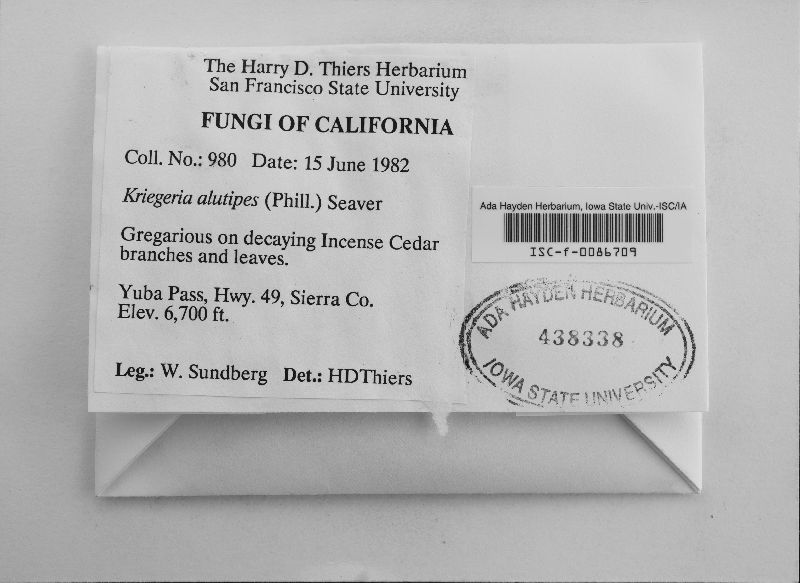 The Harry D. Thiers Herbarium
San Francisco State University
FUNGI OF CALIFORNIA
Coll. No.: 980 Date: 15 June 1982
Kriegeria alutipes (Phill.) Seaver
Gregarious on decaying Incense Cedar
branches and leaves.
Yuba Pass, Hwy. 49, Sierra Co.
Elev. 6,700 ft.
Leg.: W. Sundberg Det.: HDThiers
Ada Hayden Herbarium, Iowa State Univ.-ISC/IA
ISC-f-0086709
ADA HAYDEN HERBARIUM
438338
IOWA STATE UNIVERSITY